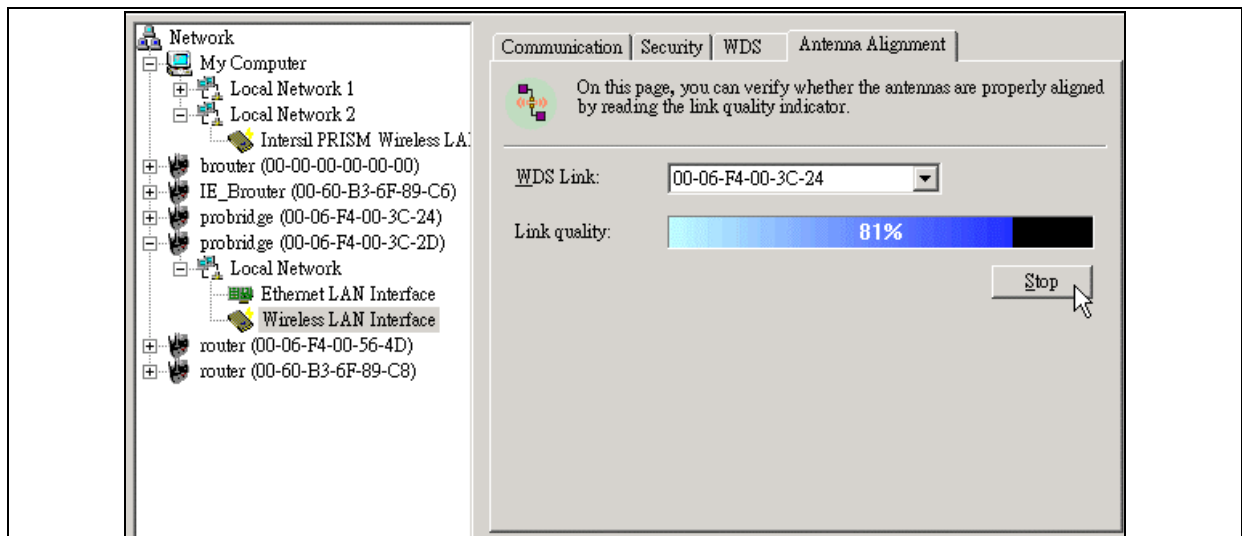 Network
My Computer
Local Network 1
Local Network 2
Intersil PRISM Wireless LA
brouter (00-00-00-00-00-00)
IE_Brouter (00-60-B3-6F-89-C6)
probridge (00-06-F4-00-3C-24)
probridge (00-06-F4-00-3C-2D)
Local Network
Ethernet LAN Interface
Wireless LAN Interface
router (00-06-F4-00-56-4D)
router (00-60-B3-6F-89-C8)
Communication Security WDS Antenna Alignment
On this page, you can verify whether the antennas are properly aligned
by reading the link quality indicator.
WDS Link: 00-06-F4-00-3C-24
Link quality: 81%
Stop